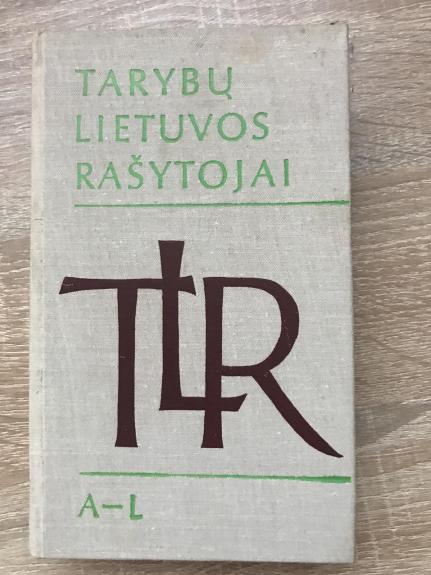 TARYBŲ
LIETUVOS
RAŠYTOJAI
TLR
A–L